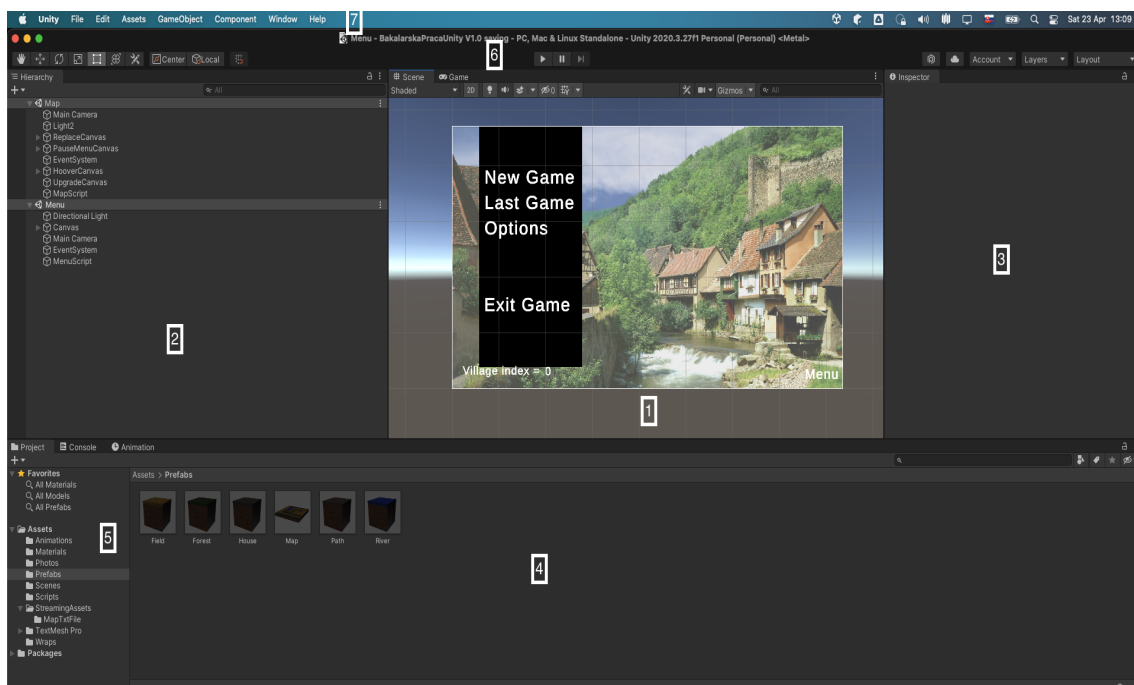 Unity File Edit Assets GameObject Component Window Help 7 Sat 23 Apr 13:09
Menu - BakalarskaPracaUnity V1.0 saving - PC, Mac & Linux Standalone - Unity 2020.3.27f1 Personal (Personal) <Metal>
6
Center Local Account Layers Layout
Hierarchy
All
Map
Main Camera
Light2
ReplaceCanvas
PauseMenuCanvas
EventSystem
HooverCanvas
UpgradeCanvas
MapScript
Menu
Directional Light
Canvas
Main Camera
EventSystem
MenuScript
2
Scene Game
Shaded 2D 0 Gizmos All
New Game
Last Game
Options
Exit Game
Village index = 0
Menu
1
Inspector
3
Project Console Animation
Favorites
All Materials
All Models
All Prefabs
Assets
Animations
Materials
Photos
Prefabs
Scenes
Scripts
StreamingAssets
MapTxtFile
TextMesh Pro
Wraps
Packages
5
Assets > Prefabs
Field Forest House Map Path River
4